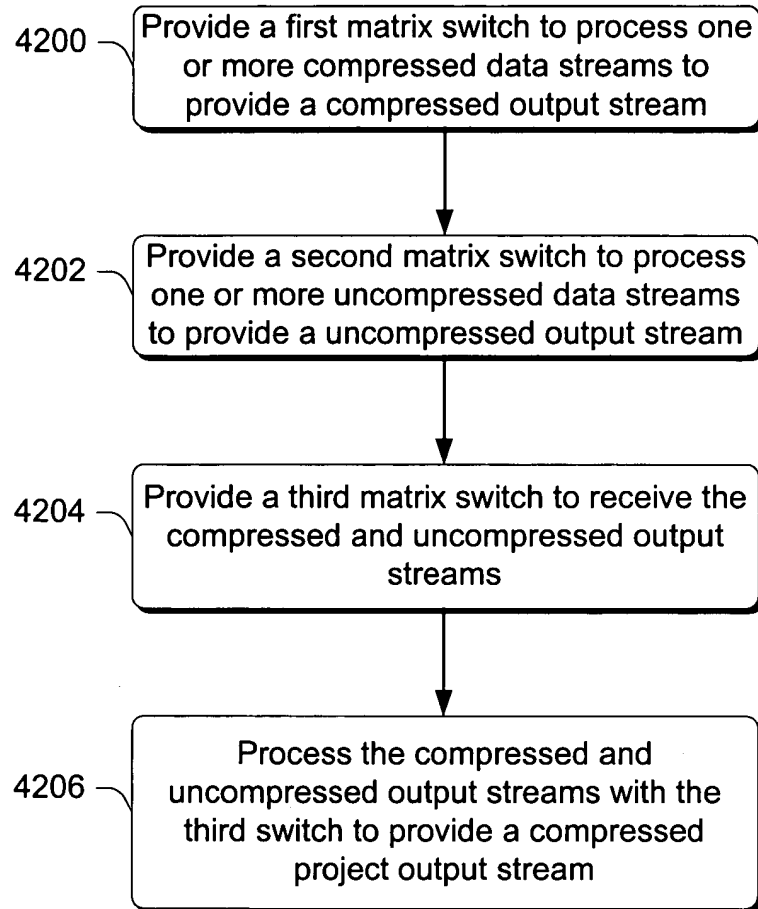 4200
Provide a first matrix switch to process one
or more compressed data streams to
provide a compressed output stream
4202
Provide a second matrix switch to process
one or more uncompressed data streams
to provide a uncompressed output stream
4204
Provide a third matrix switch to receive the
compressed and uncompressed output
streams
4206
Process the compressed and
uncompressed output streams with the
third switch to provide a compressed
project output stream